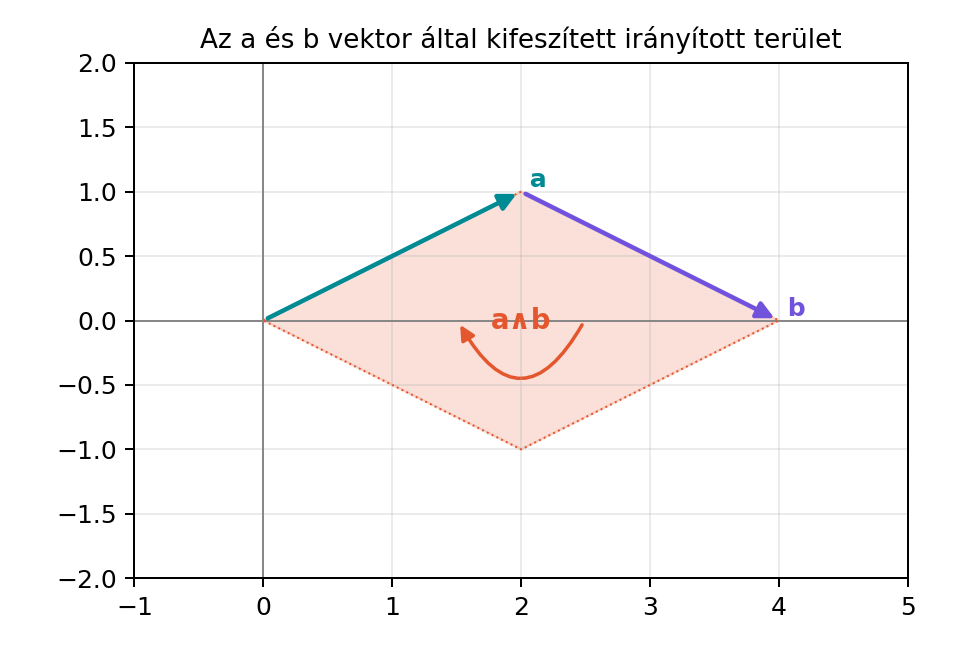 Az a és b vektor által kifeszített irányított terület
2.0
1.5
1.0
0.5
0.0
−0.5
−1.0
−1.5
−2.0
a
b
a∧b
−1 0 1 2 3 4 5